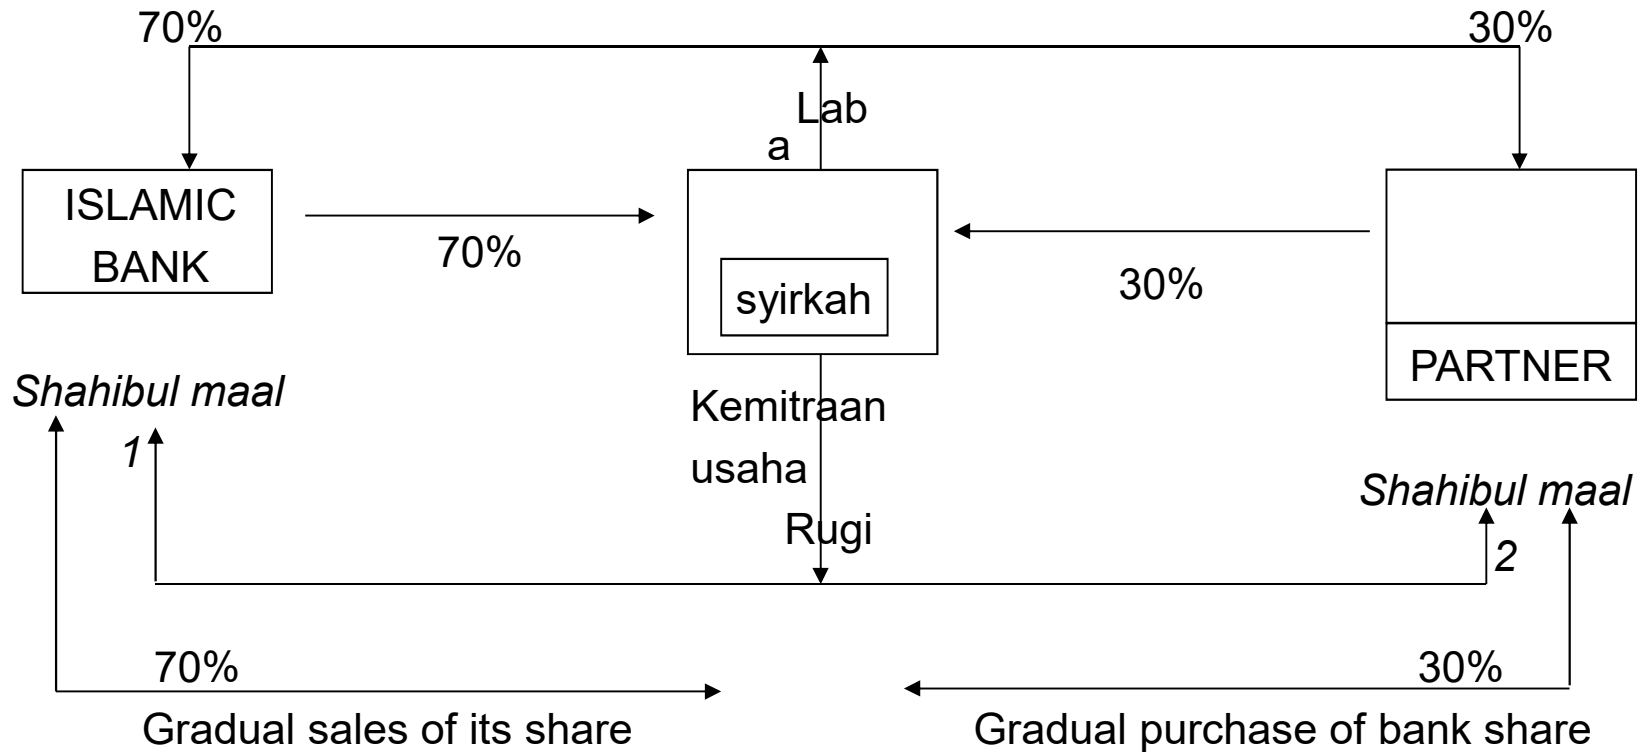 70%
30%
Lab
a
ISLAMIC
BANK
70%
syirkah
30%
PARTNER
Shahibul maal
1
Kemitraan
usaha
Rugi
Shahibul maal
2
70%
30%
Gradual sales of its share
Gradual purchase of bank share